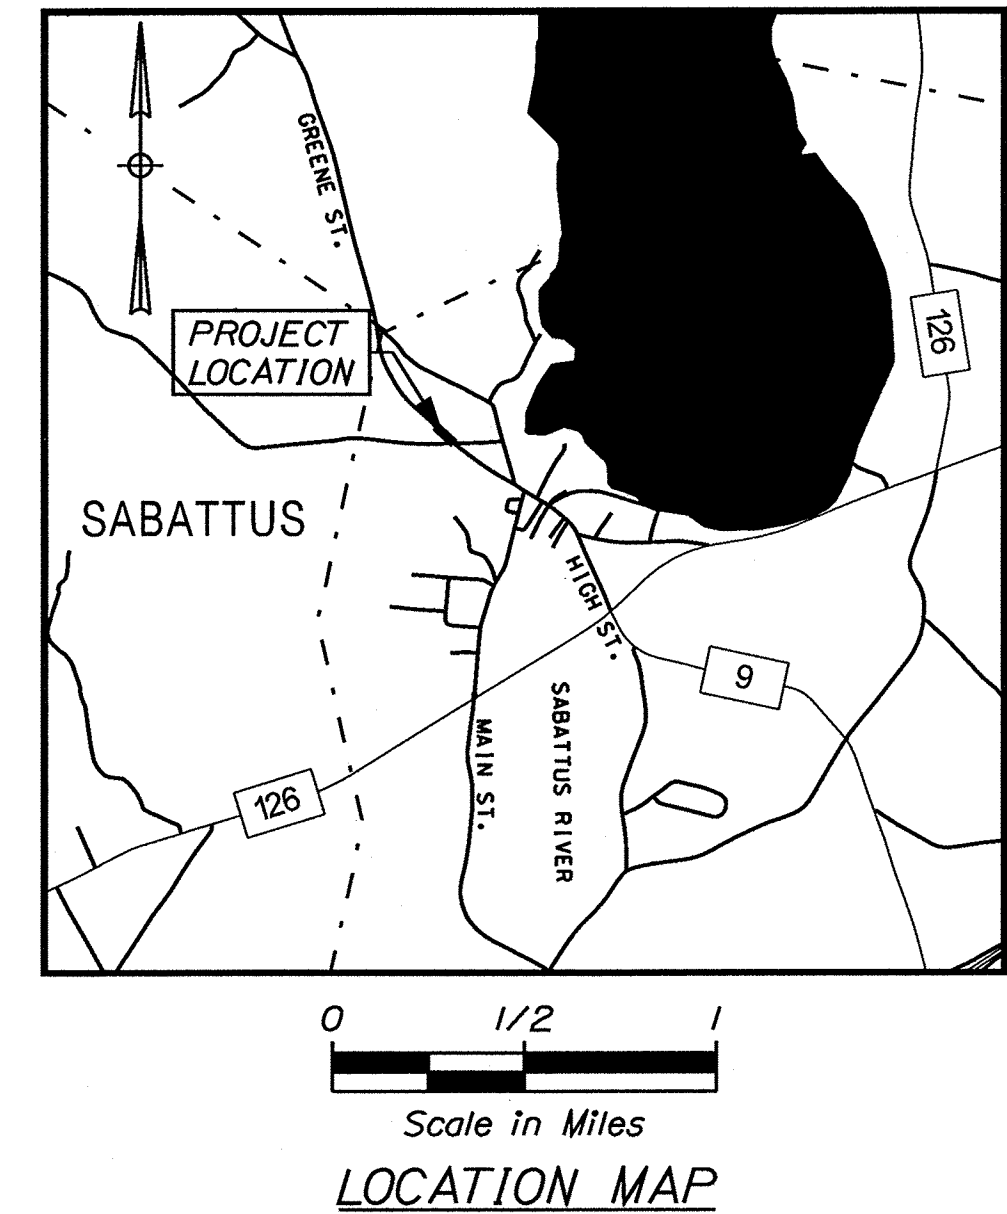 GREENE ST.
126
PROJECT
LOCATION
SABATTUS
HIGH ST.
9
SABATTUS RIVER
MAIN ST.
126
0 1/2 1
Scale in Miles
LOCATION MAP